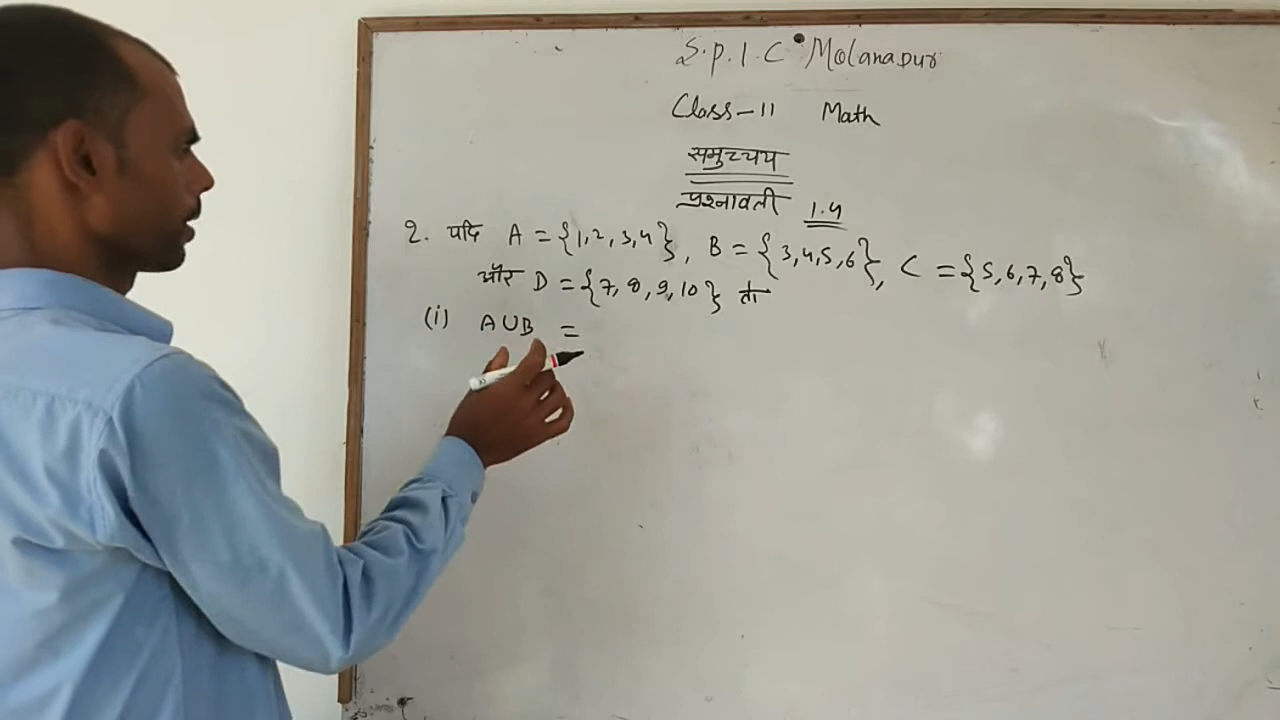 S.P.I.C Molanapur
Class-11 Math
समुच्चय
प्रश्नावली 1.4
2. यदि A = {1,2,3,4}, B = {3,4,5,6}, C = {5,6,7,8}
और D = {7,8,9,10} तो
(i) A∪B =